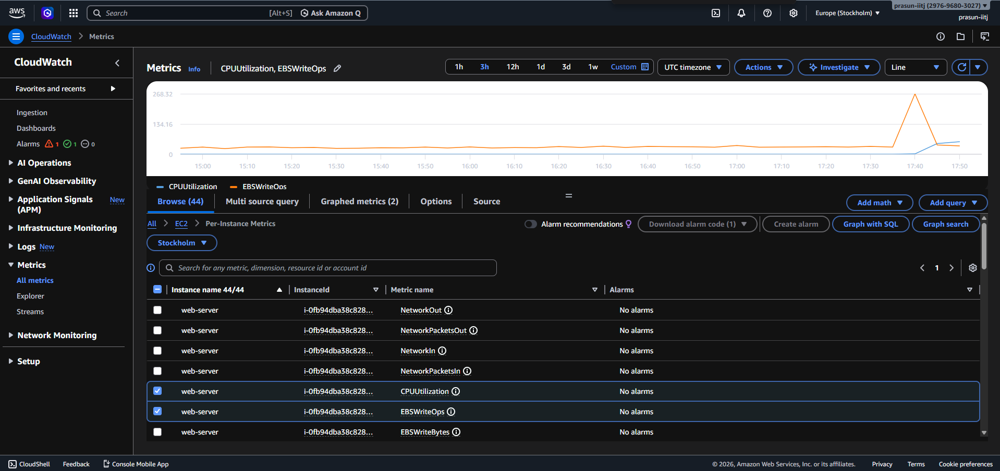 aws
Search [Alt+S] Ask Amazon Q
Europe (Stockholm)
prasun-iitj (2976-9680-3027)
prasun-iitj
CloudWatch Metrics
CloudWatch
Favorites and recents
Ingestion
Dashboards
Alarms 1 1 0
AI Operations
GenAI Observability
Application Signals (APM) New
Infrastructure Monitoring
Logs New
Metrics
All metrics
Explorer
Streams
Network Monitoring
Setup
Metrics Info CPUUtilization, EBSWriteOps
1h 3h 12h 1d 3d 1w Custom UTC timezone Actions Investigate Line
268.32
134.16
0
15:00 15:10 15:20 15:30 15:40 15:50 16:00 16:10 16:20 16:30 16:40 16:50 17:00 17:10 17:20 17:30 17:40 17:50
CPUUtilization EBSWriteOps
Browse (44) Multi source query Graphed metrics (2) Options Source Add math Add query
All EC2 Per-Instance Metrics Alarm recommendations Download alarm code (1) Create alarm Graph with SQL Graph search
Stockholm
Search for any metric, dimension, resource id or account id 1
Instance name 44/44 InstanceId Metric name Alarms
web-server i-0fb94dba38c828... NetworkOut No alarms
web-server i-0fb94dba38c828... NetworkPacketsOut No alarms
web-server i-0fb94dba38c828... NetworkIn No alarms
web-server i-0fb94dba38c828... NetworkPacketsIn No alarms
web-server i-0fb94dba38c828... CPUUtilization No alarms
web-server i-0fb94dba38c828... EBSWriteOps No alarms
web-server i-0fb94dba38c828... EBSWriteBytes No alarms
CloudShell Feedback Console Mobile App © 2026, Amazon Web Services, Inc. or its affiliates. Privacy Terms Cookie preferences